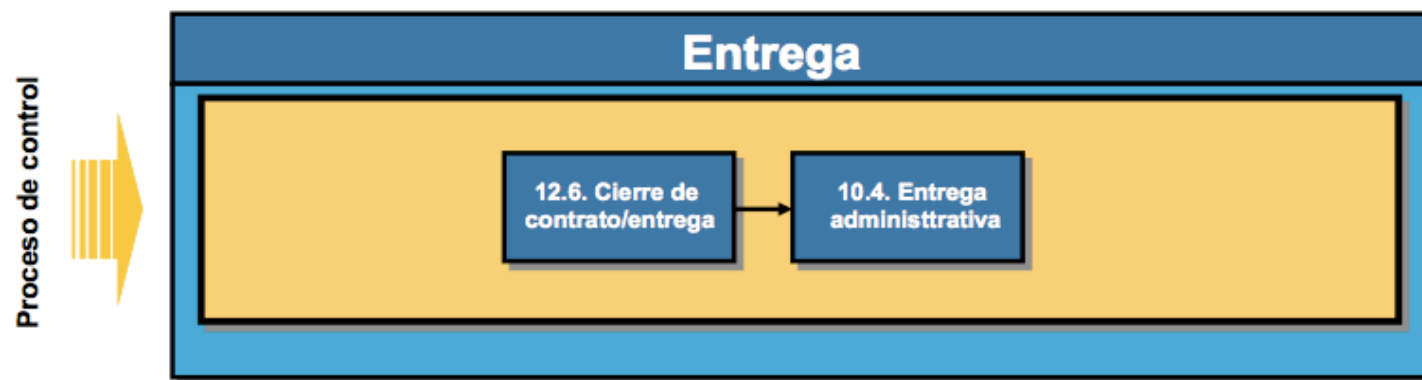 Entrega
Proceso de control
12.6. Cierre de
contrato/entrega
10.4. Entrega
administtrativa